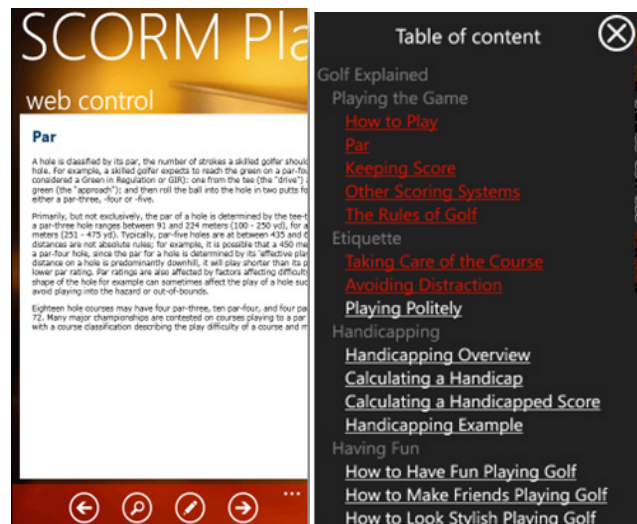 SCORM Pla
web control
Par
A hole is classified by its par, the number of strokes a skilled golfer should
hole. For example, a skilled golfer expects to reach the green on a par-fou
considered a Green in Regulation or GIR): one from the tee (the "drive") a
green (the "approach"); and then roll the ball into the hole in two putts fo
either a par-three, -four or -five.
Primarily, but not exclusively, the par of a hole is determined by the tee-t
a par-three hole ranges between 91 and 224 meters (100 - 250 yd), for a
meters (251 - 475 yd). Typically, par-five holes are at between 435 and 6
distances are not absolute rules; for example, it is possible that a 450 me
a par-four hole, since the par for a hole is determined by its 'effective play
distance on a hole is predominantly downhill, it will play shorter than its p
lower par rating. Par ratings are also affected by factors affecting difficulty
shape of the hole for example can sometimes affect the play of a hole suc
avoid playing into the hazard or out-of-bounds.
Eighteen hole courses may have four par-three, ten par-four, and four pa
72. Many major championships are contested on courses playing to a par
with a course classification describing the play difficulty of a course and m
Table of content
Golf Explained
Playing the Game
How to Play
Par
Keeping Score
Other Scoring Systems
The Rules of Golf
Etiquette
Taking Care of the Course
Avoiding Distraction
Playing Politely
Handicapping
Handicapping Overview
Calculating a Handicap
Calculating a Handicapped Score
Handicapping Example
Having Fun
How to Have Fun Playing Golf
How to Make Friends Playing Golf
How to Look Stylish Playing Golf